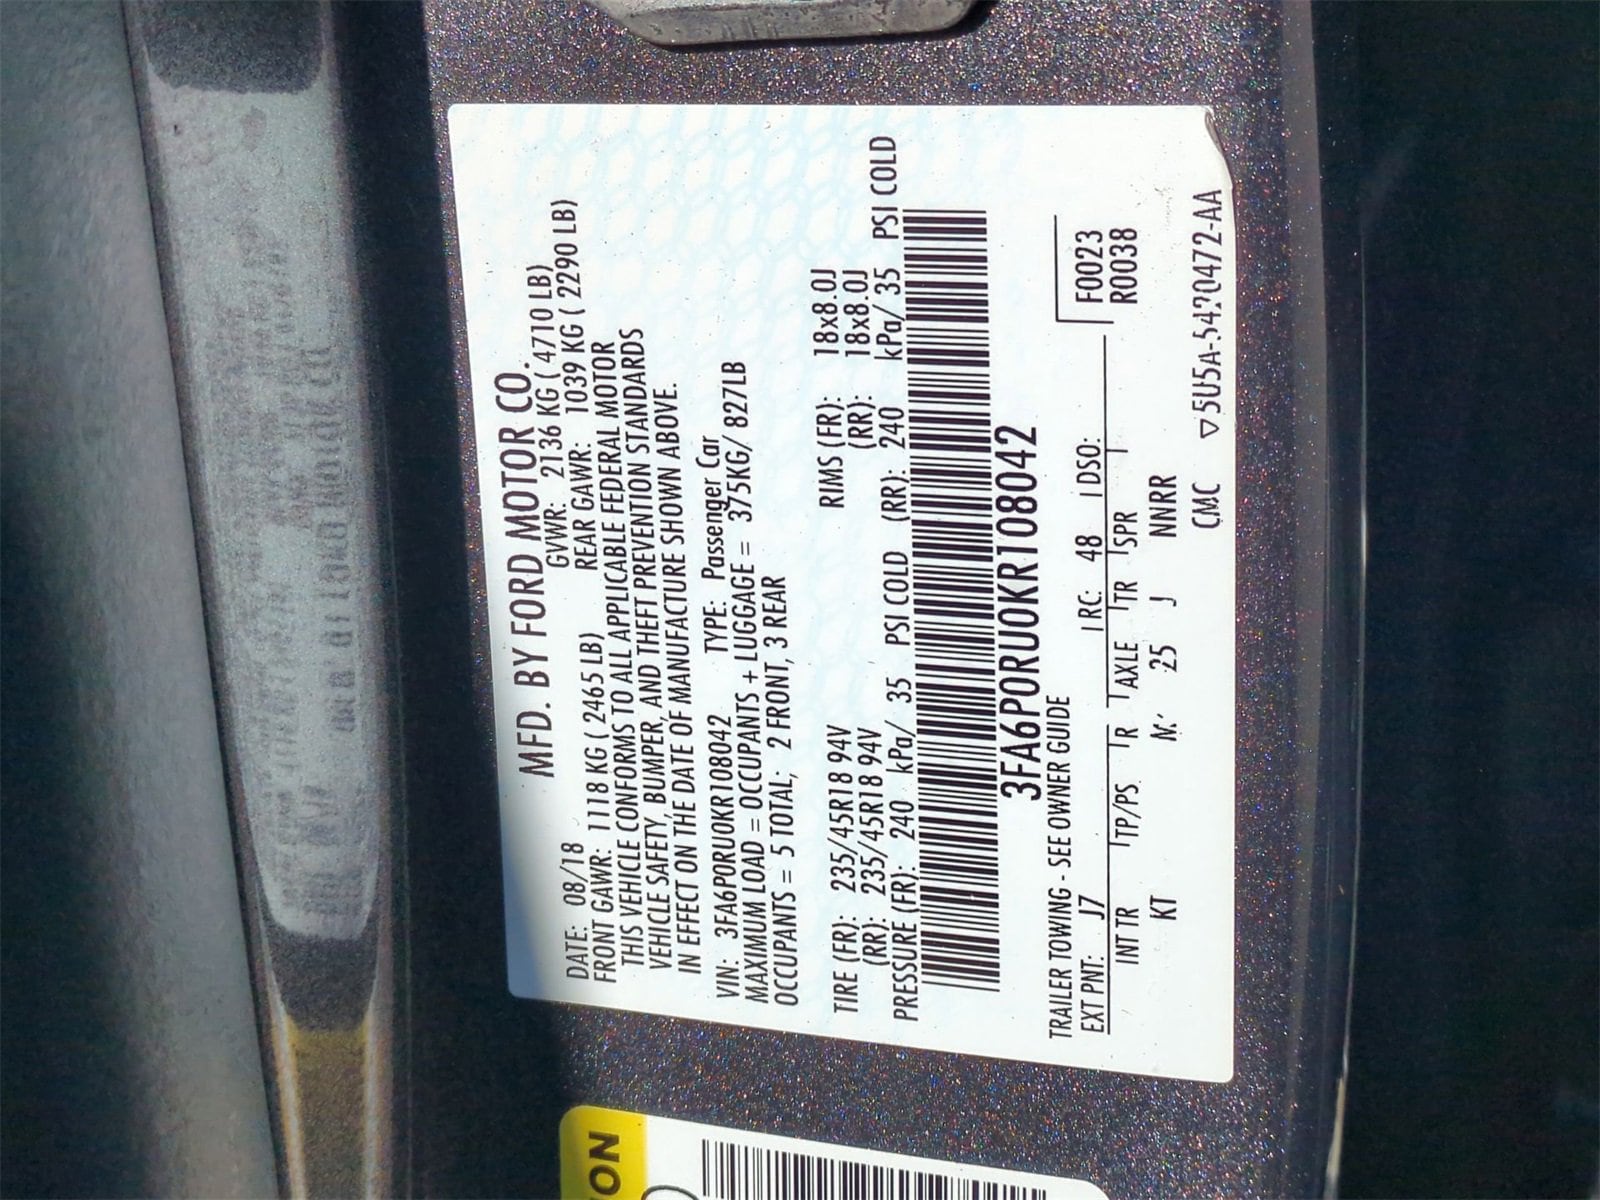 MFD. BY FORD MOTOR CO.
DATE: 08/18 GVWR: 2136 KG ( 4710 LB)
FRONT GAWR: 1118 KG ( 2465 LB) REAR GAWR: 1039 KG ( 2290 LB)
THIS VEHICLE CONFORMS TO ALL APPLICABLE FEDERAL MOTOR
VEHICLE SAFETY, BUMPER, AND THEFT PREVENTION STANDARDS
IN EFFECT ON THE DATE OF MANUFACTURE SHOWN ABOVE.
VIN: 3FA6P0RU0KR108042 TYPE: Passenger Car
MAXIMUM LOAD = OCCUPANTS + LUGGAGE = 375KG/ 827LB
OCCUPANTS = 5 TOTAL; 2 FRONT, 3 REAR
TIRE (FR): 235/45R18 94V RIMS (FR): 18x8.0J
(RR): 235/45R18 94V (RR): 18x8.0J
PRESSURE (FR): 240 kPa/ 35 PSI COLD (RR): 240 kPa/ 35 PSI COLD
3FA6P0RU0KR108042
TRAILER TOWING - SEE OWNER GUIDE
EXT PNT: J7 RC: 48 DSO: F0023
INT TR TP/PS R AXLE TR SPR R0038
KT 25 J NNRR
CMC ▽5U5A-5420472-AA
ON